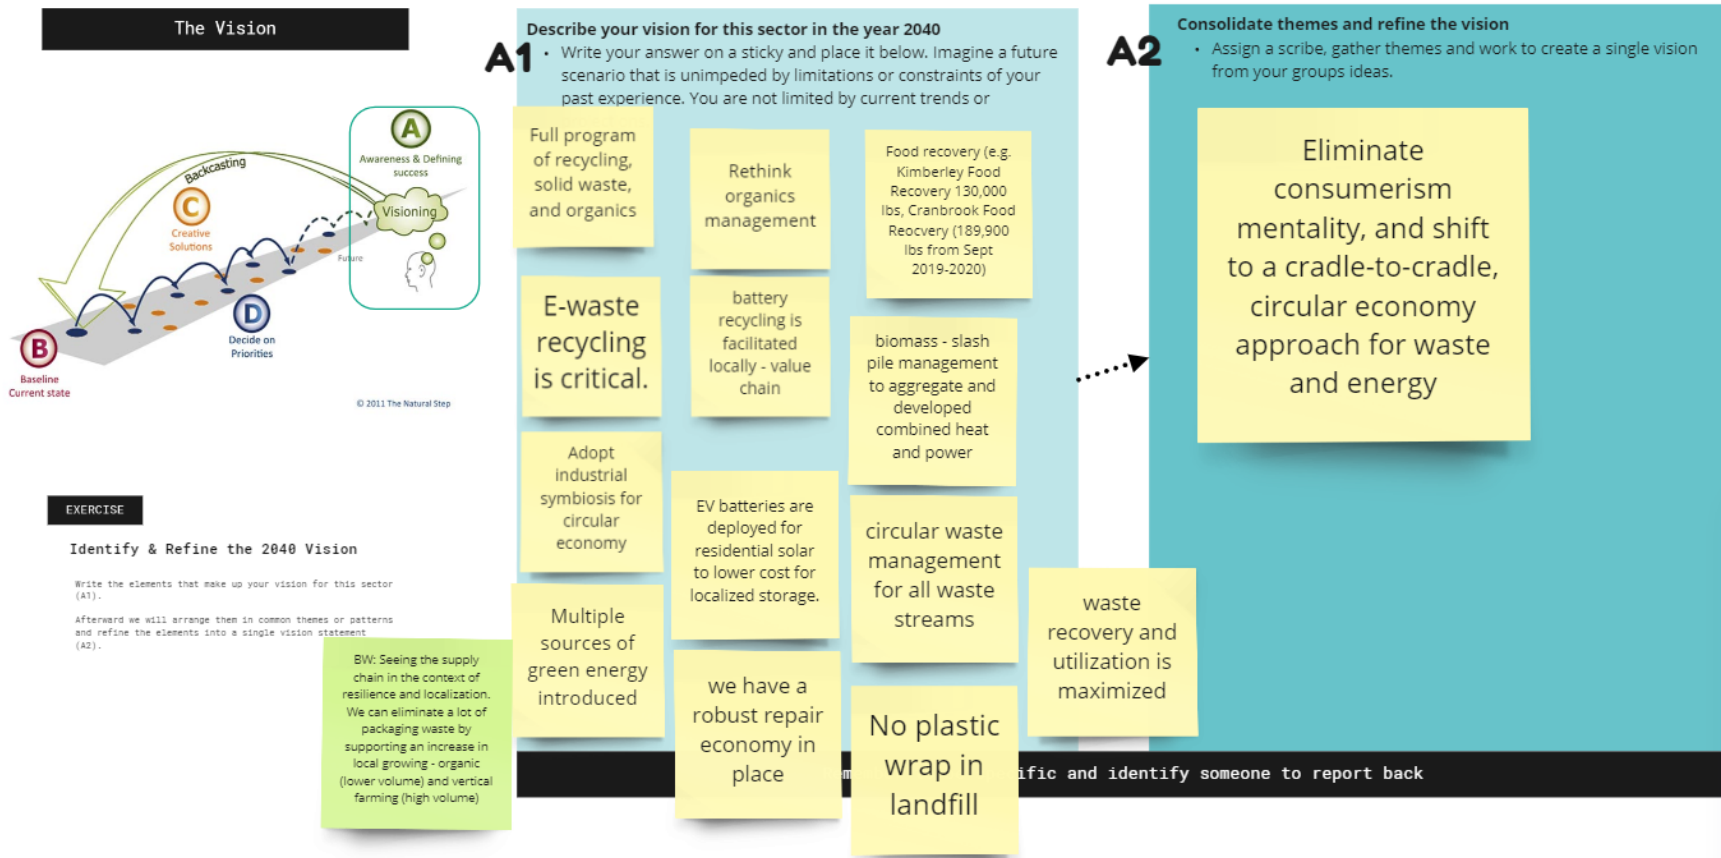 The Vision
A
Awareness & Defining
success
Backcasting
Visioning
C
Creative
Solutions
Future
D
Decide on
Priorities
B
Baseline
Current state
© 2011 The Natural Step
EXERCISE
Identify & Refine the 2040 Vision
Write the elements that make up your vision for this sector
(A1).
Afterward we will arrange them in common themes or patterns
and refine the elements into a single vision statement
(A2).
BW: Seeing the supply
chain in the context of
resilience and localization.
We can eliminate a lot of
packaging waste by
supporting an increase in
local growing - organic
(lower volume) and vertical
farming (high volume)
A1
Describe your vision for this sector in the year 2040
• Write your answer on a sticky and place it below. Imagine a future
scenario that is unimpeded by limitations or constraints of your
past experience. You are not limited by current trends or
Full program
of recycling,
solid waste,
and organics
Rethink
organics
management
Food recovery (e.g.
Kimberley Food
Recovery 130,000
lbs, Cranbrook Food
Reocvery (189,900
lbs from Sept
2019-2020)
E-waste
recycling
is critical.
battery
recycling is
facilitated
locally - value
chain
biomass - slash
pile management
to aggregate and
developed
combined heat
and power
Adopt
industrial
symbiosis for
circular
economy
EV batteries are
deployed for
residential solar
to lower cost for
localized storage.
circular waste
management
for all waste
streams
Multiple
sources of
green energy
introduced
we have a
robust repair
economy in
place
No plastic
wrap in
landfill
waste
recovery and
utilization is
maximized
A2
Consolidate themes and refine the vision
• Assign a scribe, gather themes and work to create a single vision
from your groups ideas.
Eliminate
consumerism
mentality, and shift
to a cradle-to-cradle,
circular economy
approach for waste
and energy
and identify someone to report back